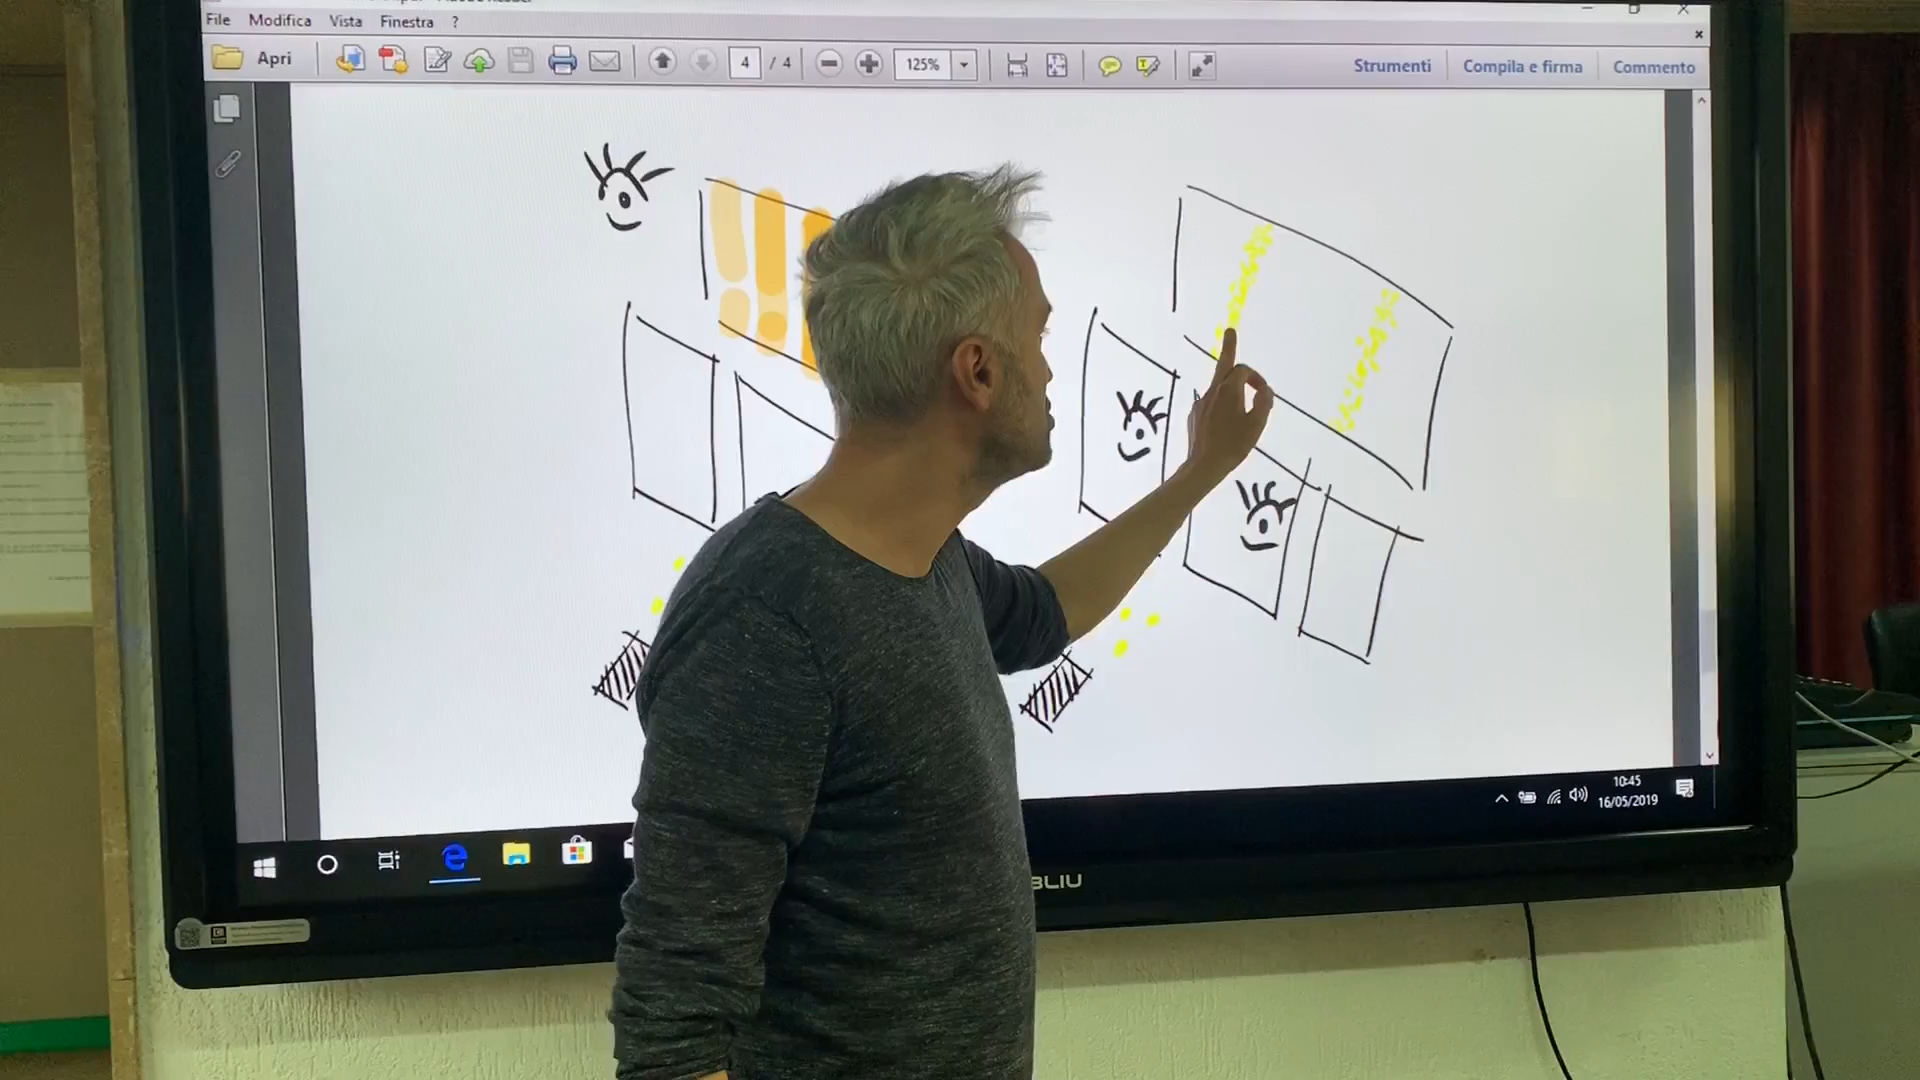 File Modifica Vista Finestra ?
Apri 4 / 4 125% Strumenti Compila e firma Commento
10:45
16/05/2019
BLIU